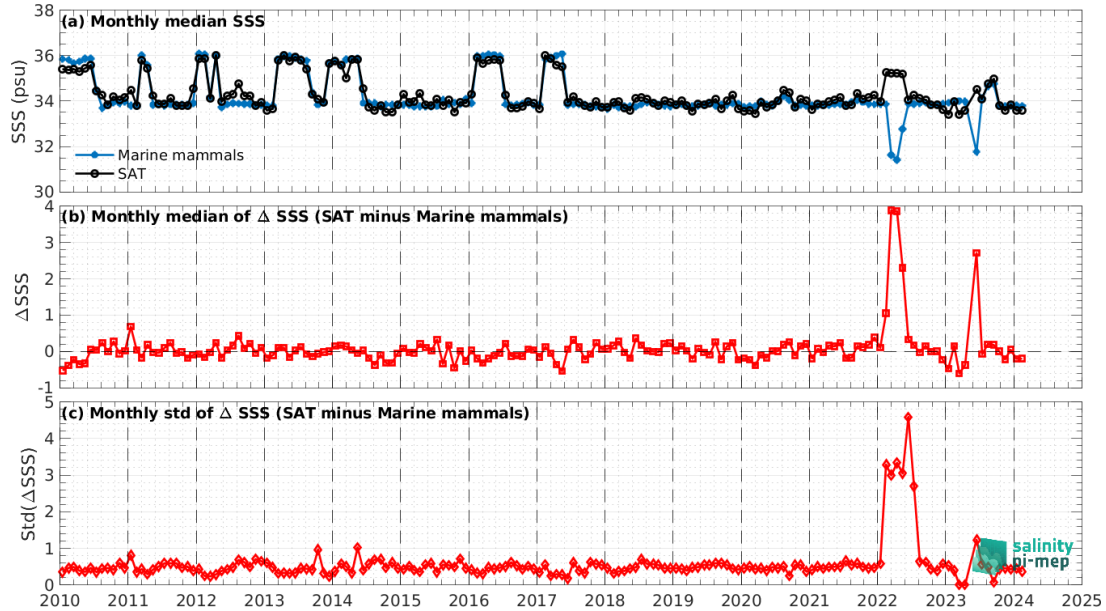 (a) Monthly median SSS
38
36
34
32
30
SSS (psu)
Marine mammals
SAT
(b) Monthly median of Δ SSS (SAT minus Marine mammals)
4
3
2
1
0
-1
ΔSSS
(c) Monthly std of Δ SSS (SAT minus Marine mammals)
5
4
3
2
1
0
Std(ΔSSS)
salinity
pi-mep
2010 2011 2012 2013 2014 2015 2016 2017 2018 2019 2020 2021 2022 2023 2024 2025